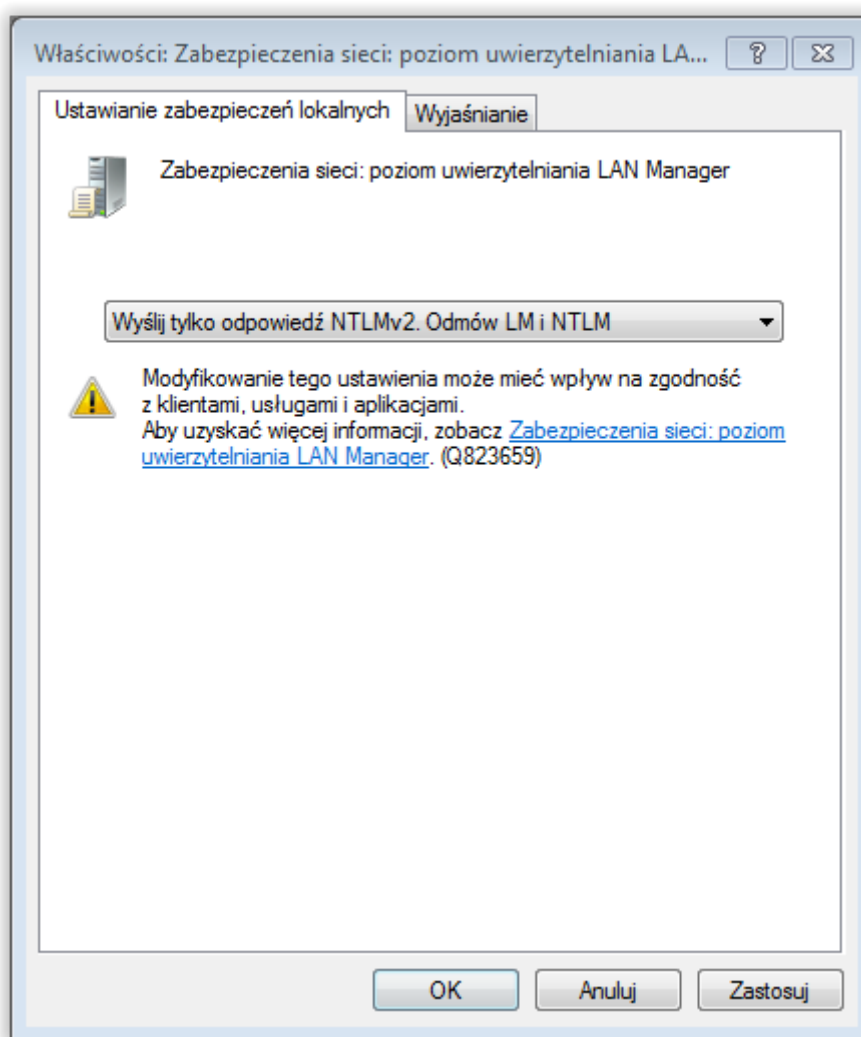 Właściwości: Zabezpieczenia sieci: poziom uwierzytelniania LA...
Ustawianie zabezpieczeń lokalnych
Wyjaśnianie
Zabezpieczenia sieci: poziom uwierzytelniania LAN Manager
Wyślij tylko odpowiedź NTLMv2. Odmów LM i NTLM
Modyfikowanie tego ustawienia może mieć wpływ na zgodność
z klientami, usługami i aplikacjami.
Aby uzyskać więcej informacji, zobacz Zabezpieczenia sieci: poziom
uwierzytelniania LAN Manager. (Q823659)
OK
Anuluj
Zastosuj